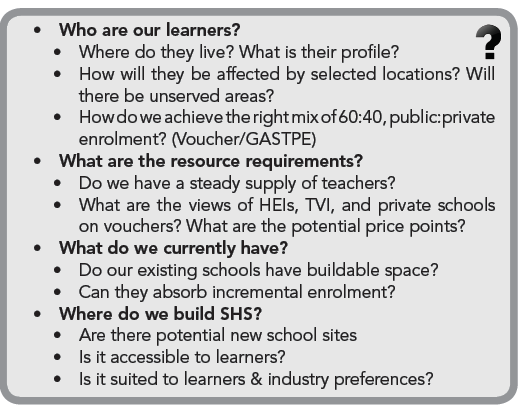 • Who are our learners?
• Where do they live? What is their profile?
• How will they be affected by selected locations? Will
there be unserved areas?
• How do we achieve the right mix of 60:40, public:private
enrolment? (Voucher/GASTPE)
• What are the resource requirements?
• Do we have a steady supply of teachers?
• What are the views of HEIs, TVI, and private schools
on vouchers? What are the potential price points?
• What do we currently have?
• Do our existing schools have buildable space?
• Can they absorb incremental enrolment?
• Where do we build SHS?
• Are there potential new school sites
• Is it accessible to learners?
• Is it suited to learners & industry preferences?
?